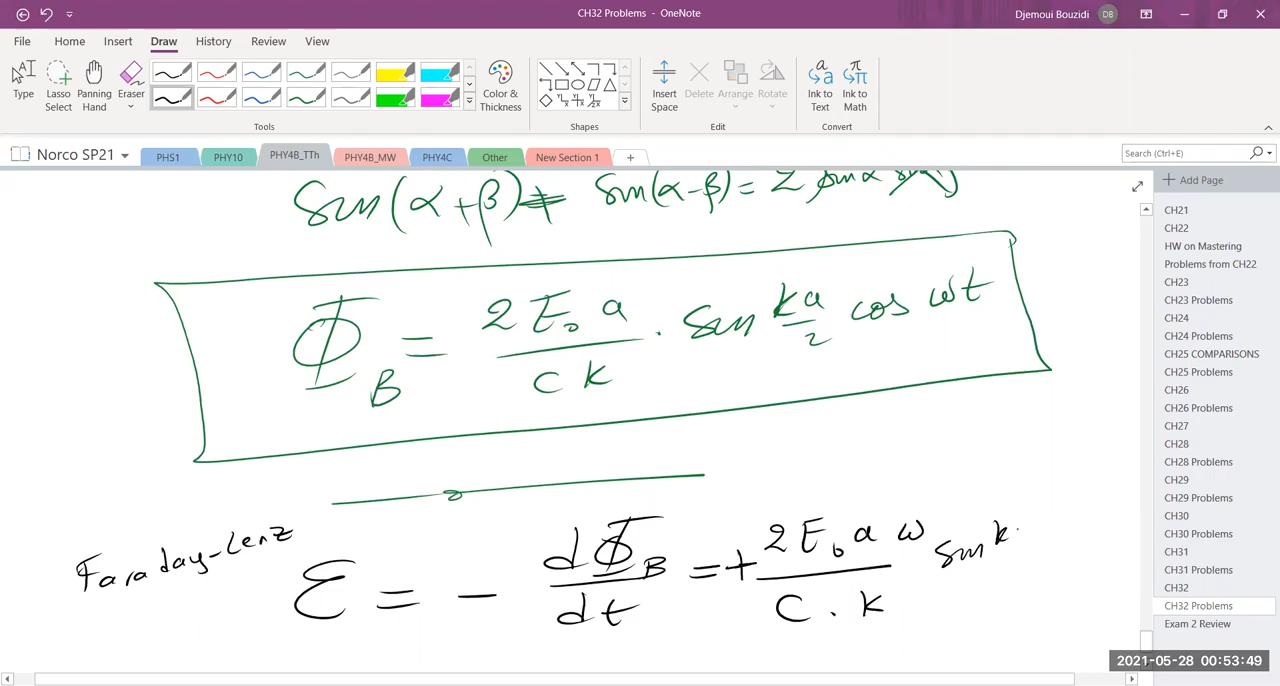 CH32 Problems - OneNote
Djemoui Bouzidi DB
File Home Insert Draw History Review View
Type Lasso Select Panning Hand Eraser Color & Thickness Insert Space Delete Arrange Rotate Ink to Text Ink to Math
Tools Shapes Edit Convert
Norco SP21 PHS1 PHY10 PHY4B_TTh PHY4B_MW PHY4C Other New Section 1 Search (Ctrl+E)
Add Page
CH21
CH22
HW on Mastering
Problems from CH22
CH23
CH23 Problems
CH24
CH24 Problems
CH25 COMPARISONS
CH25 Problems
CH26
CH26 Problems
CH27
CH28
CH28 Problems
CH29
CH29 Problems
CH30
CH30 Problems
CH31
CH31 Problems
CH32
CH32 Problems
Exam 2 Review
Sin(α+β) Sin(α-β) = 2 sinα
Φ_B = 2 E_0 a / c k . sin ka/2 cos ωt
Faraday-Lenz ℰ = - dΦ_B/dt = + 2 E_0 a ω / c . k sin k
2021-05-28 00:53:49